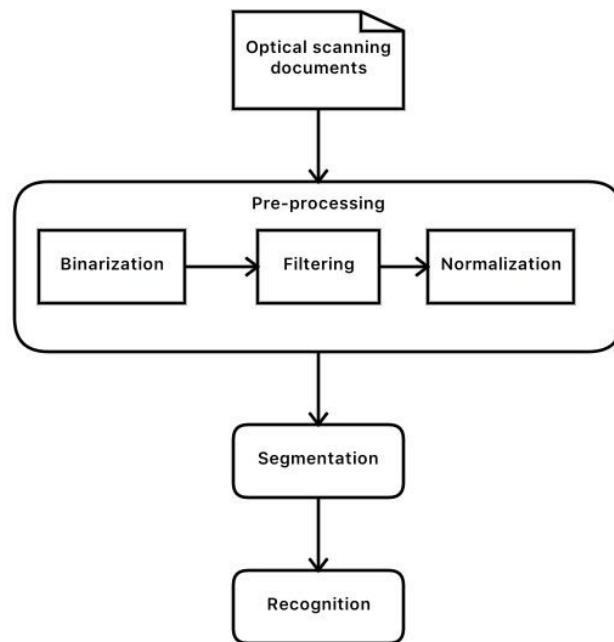 Optical scanning
documents
Pre-processing
Binarization
Filtering
Normalization
Segmentation
Recognition